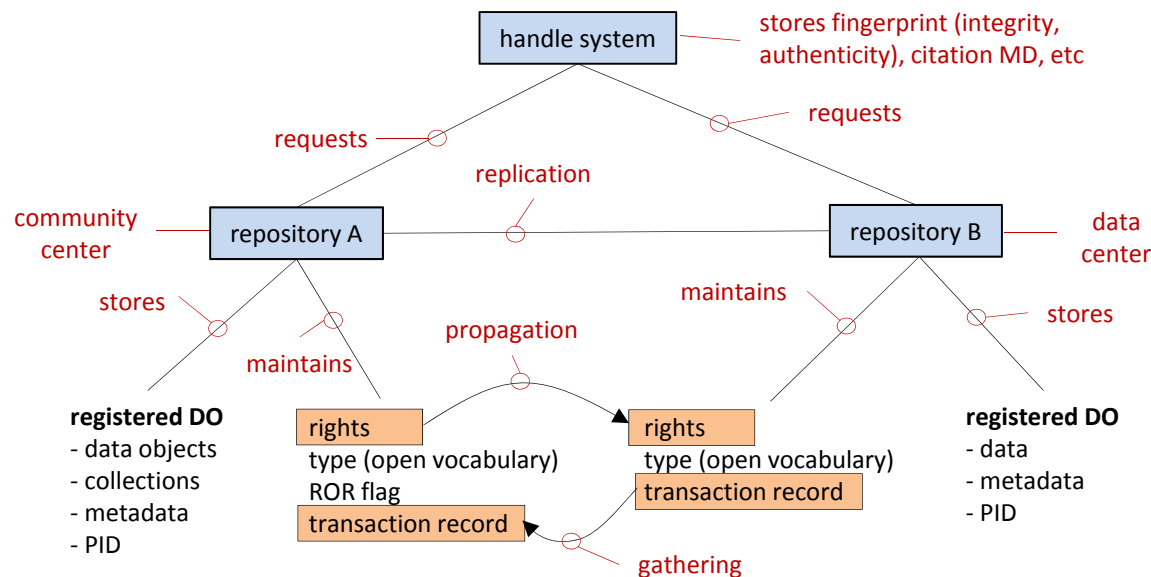 handle system
stores fingerprint (integrity,
authenticity), citation MD, etc
requests
requests
replication
community
center
repository A
repository B
data
center
stores
maintains
propagation
maintains
stores
registered DO
- data objects
- collections
- metadata
- PID
rights
type (open vocabulary)
ROR flag
transaction record
rights
type (open vocabulary)
transaction record
gathering
registered DO
- data
- metadata
- PID